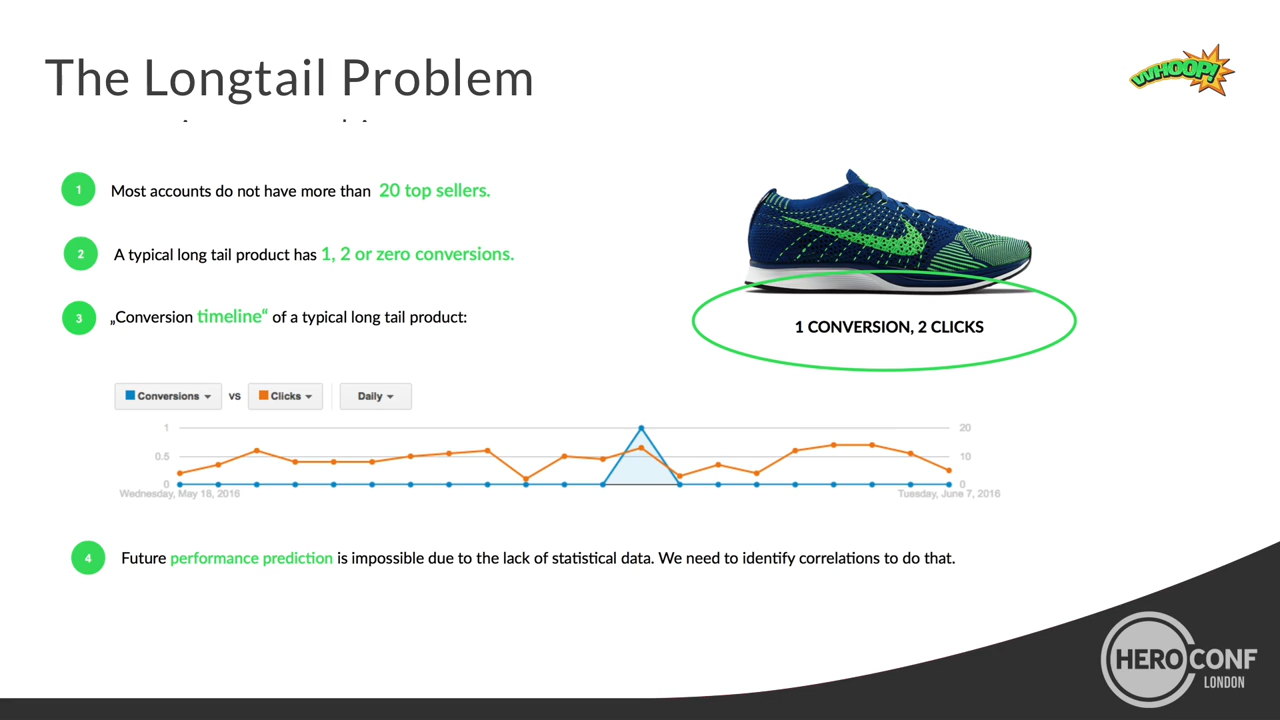 The Longtail Problem
WHOOP!
1 Most accounts do not have more than 20 top sellers.
2 A typical long tail product has 1, 2 or zero conversions.
3 „Conversion timeline“ of a typical long tail product:
1 CONVERSION, 2 CLICKS
Conversions vs Clicks Daily
1 20
0.5 10
0 0
Wednesday, May 18, 2016 Tuesday, June 7, 2016
4 Future performance prediction is impossible due to the lack of statistical data. We need to identify correlations to do that.
HERO CONF
LONDON